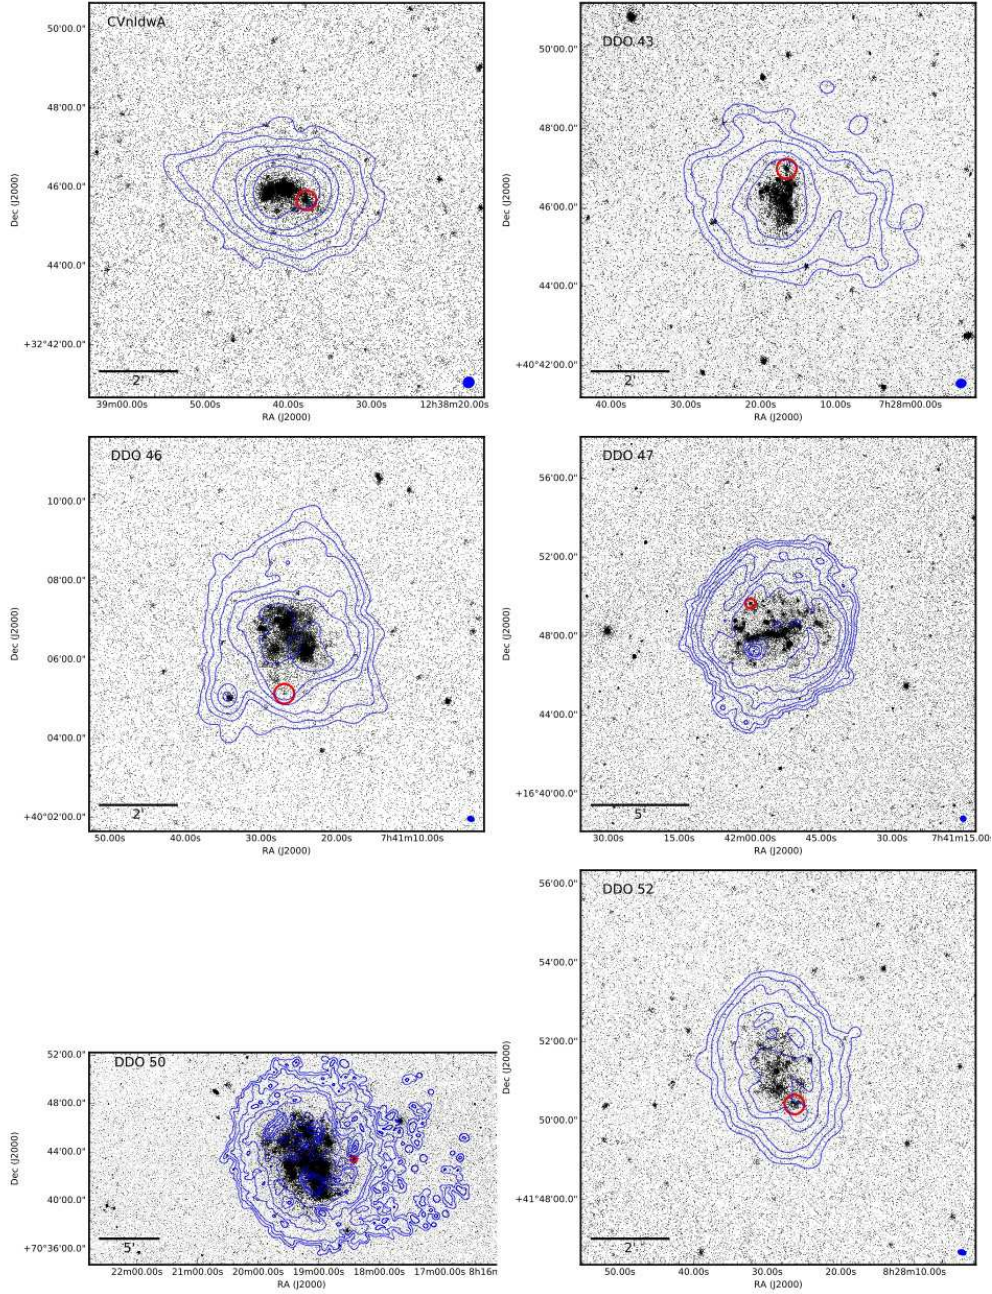 CVnIdwA
50'00.0"
48'00.0"
46'00.0"
44'00.0"
+32°42'00.0"
Dec (J2000)
2'
39m00.00s 50.00s 40.00s 30.00s 12h38m20.00s
RA (J2000)
DDO 43
50'00.0"
48'00.0"
46'00.0"
44'00.0"
+40°42'00.0"
Dec (J2000)
2'
40.00s 30.00s 20.00s 10.00s 7h28m00.00s
RA (J2000)
DDO 46
10'00.0"
08'00.0"
06'00.0"
04'00.0"
+40°02'00.0"
Dec (J2000)
2'
50.00s 40.00s 30.00s 20.00s 7h41m10.00s
RA (J2000)
DDO 47
56'00.0"
52'00.0"
48'00.0"
44'00.0"
+16°40'00.0"
Dec (J2000)
5'
30.00s 15.00s 42m00.00s 45.00s 30.00s 7h41m15.00s
RA (J2000)
DDO 50
52'00.0"
48'00.0"
44'00.0"
40'00.0"
+70°36'00.0"
Dec (J2000)
5'
22m00.00s 21m00.00s 20m00.00s 19m00.00s 18m00.00s 17m00.00s 8h16m
RA (J2000)
DDO 52
56'00.0"
54'00.0"
52'00.0"
50'00.0"
+41°48'00.0"
Dec (J2000)
2'
50.00s 40.00s 30.00s 20.00s 8h28m10.00s
RA (J2000)